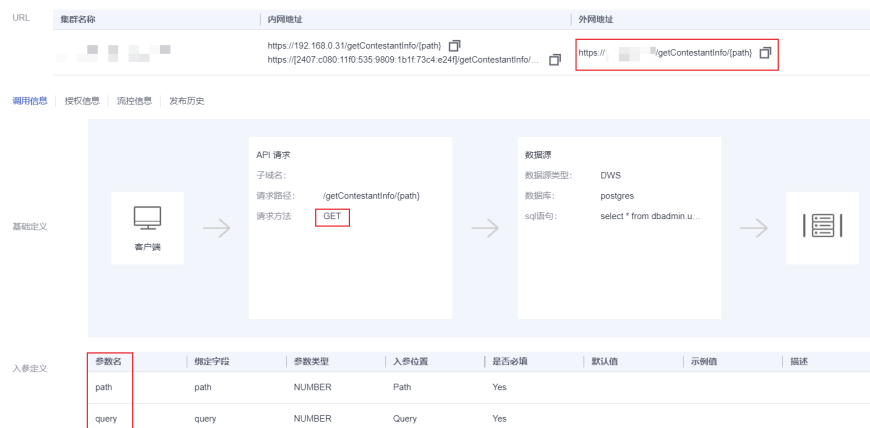 URL 集群名称 内网地址 外网地址
https://192.168.0.31/getContestantInfo/{path}
https://[2407:c080:11f0:535:9809:1b1f:73c4:e24f]/getContestantInfo/...
https:// /getContestantInfo/{path}
调用信息 授权信息 流控信息 发布历史
基础定义
客户端
API 请求
子域名:
请求路径: /getContestantInfo/{path}
请求方法 GET
数据源
数据源类型: DWS
数据库: postgres
sql语句: select * from dbadmin.u...
入参定义
参数名 绑定字段 参数类型 入参位置 是否必填 默认值 示例值 描述
path path NUMBER Path Yes
query query NUMBER Query Yes